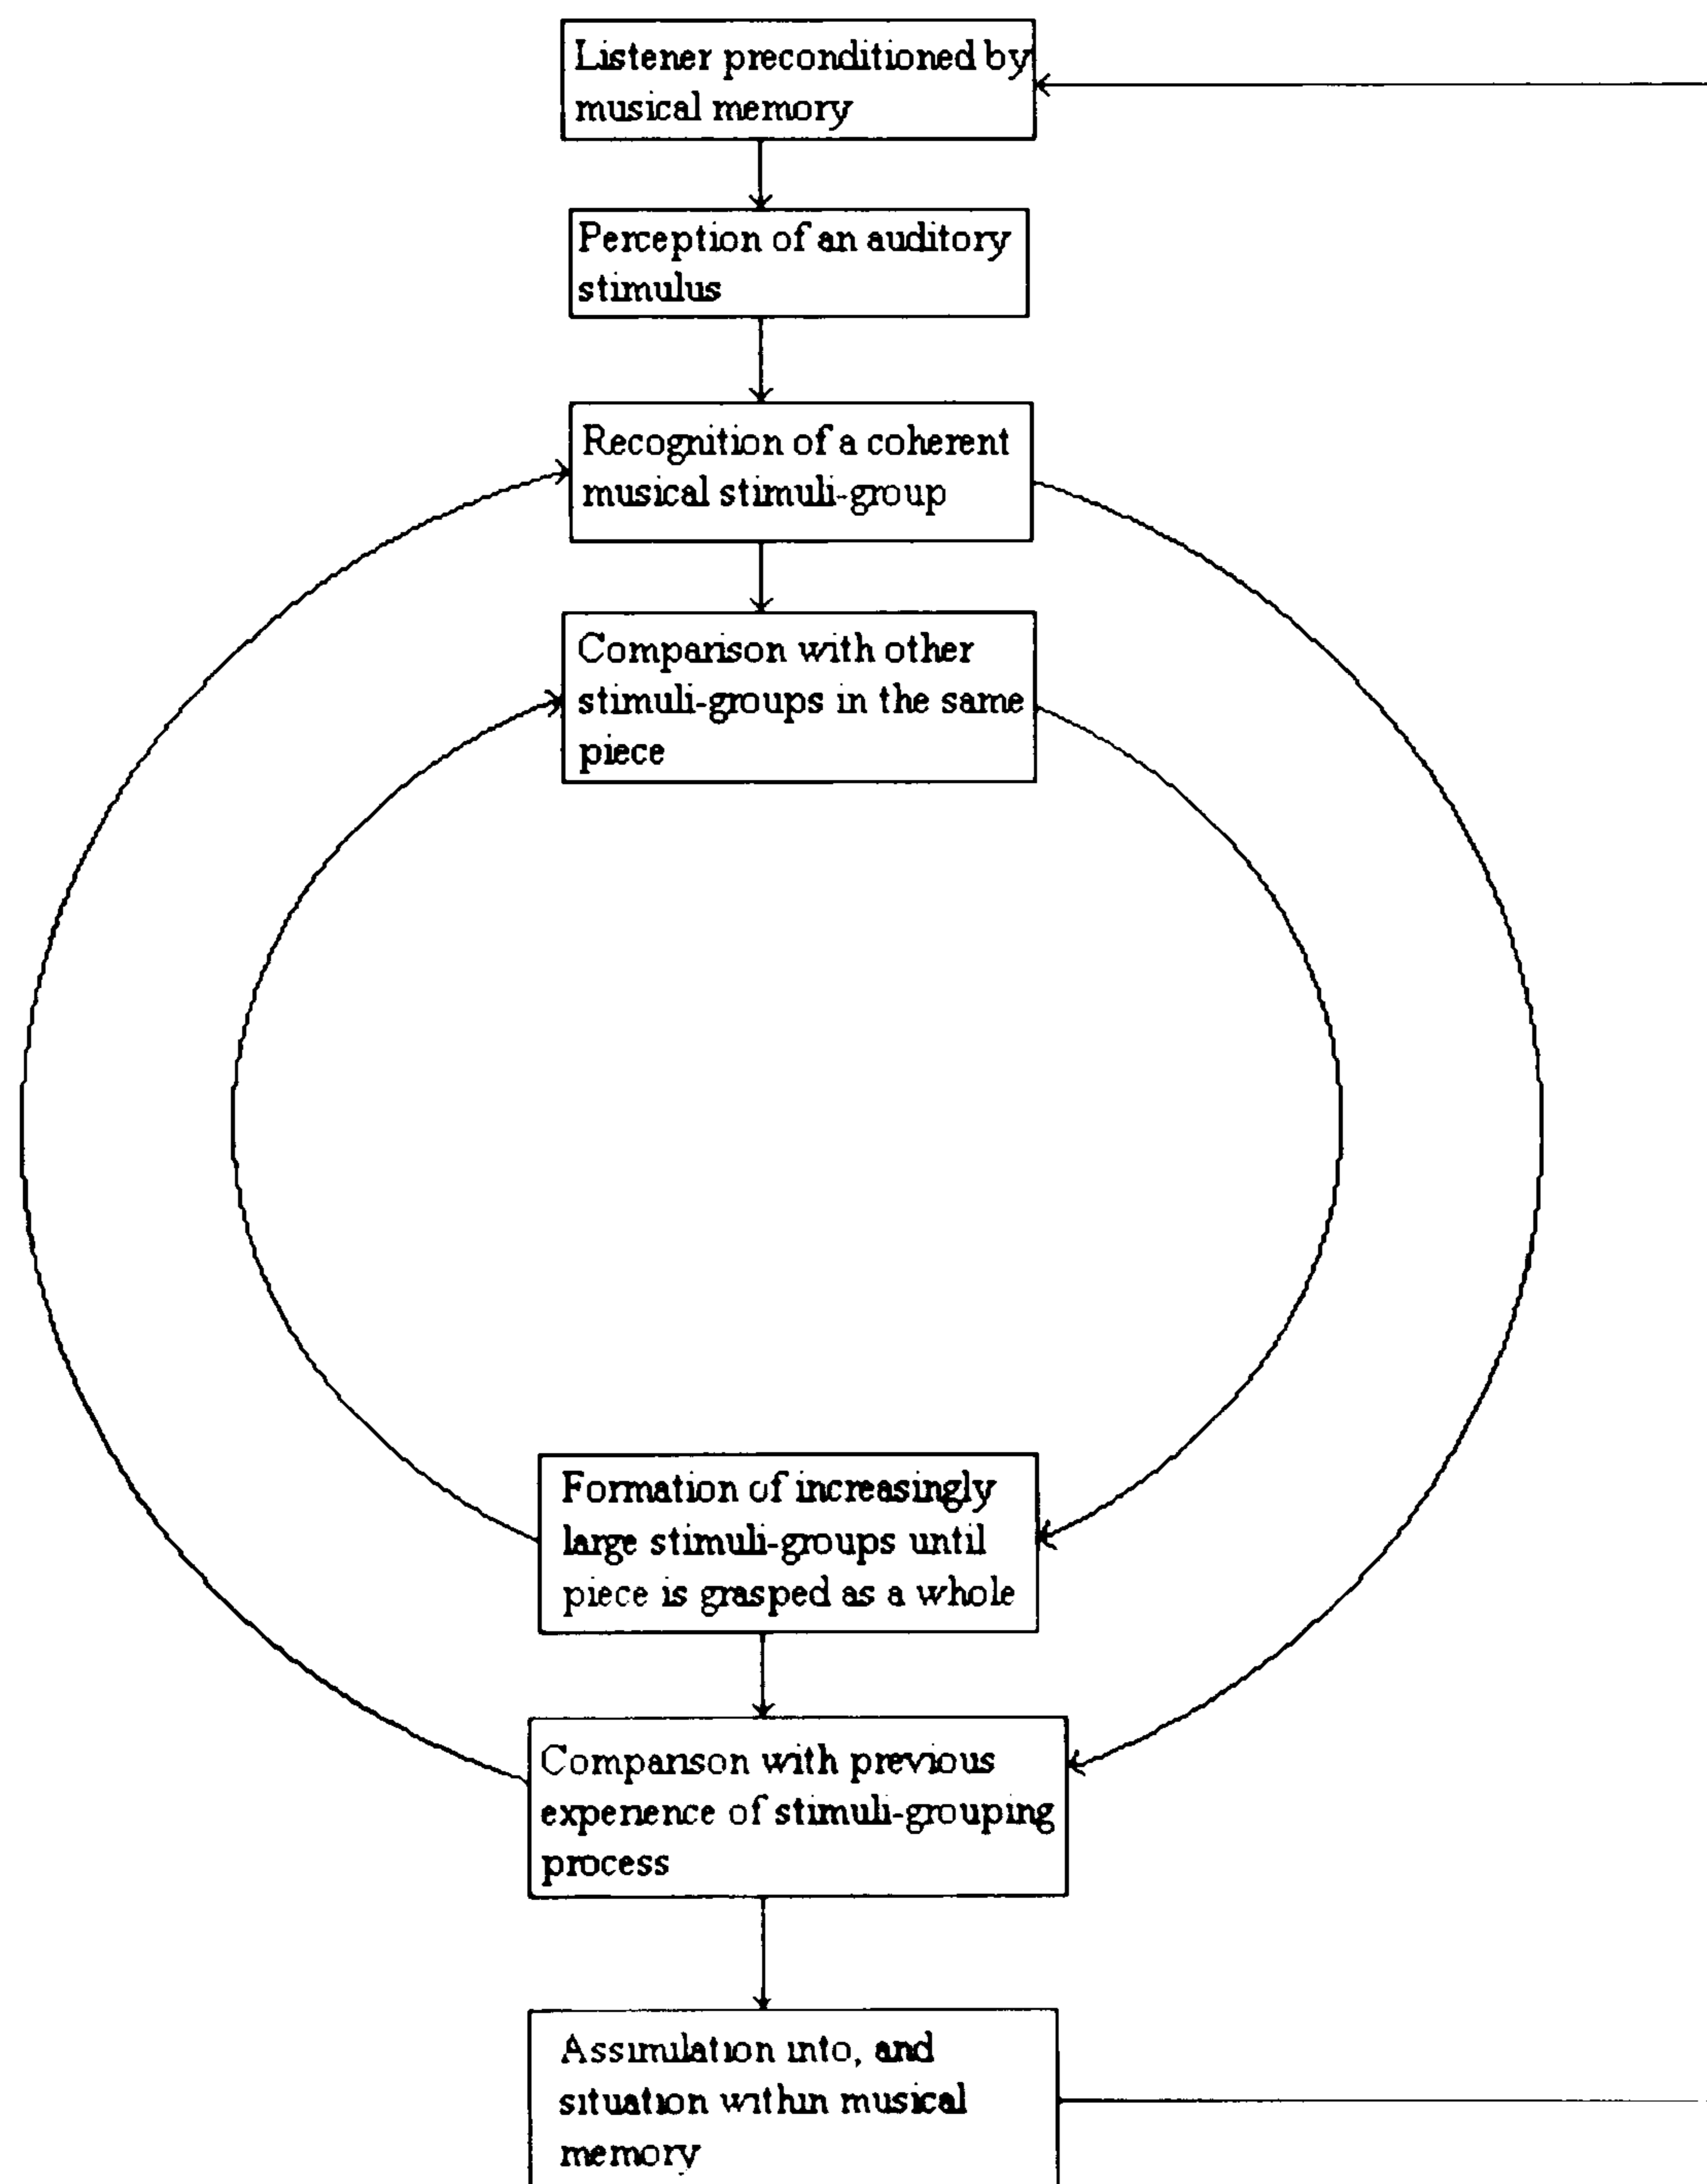 Listener preconditioned by
musical memory
Perception of an auditory
stimulus
Recognition of a coherent
musical stimuli-group
Comparison with other
stimuli-groups in the same
piece
Formation of increasingly
large stimuli-groups until
piece is grasped as a whole
Comparison with previous
experience of stimuli-grouping
process
Assimilation into, and
situation within musical
memory